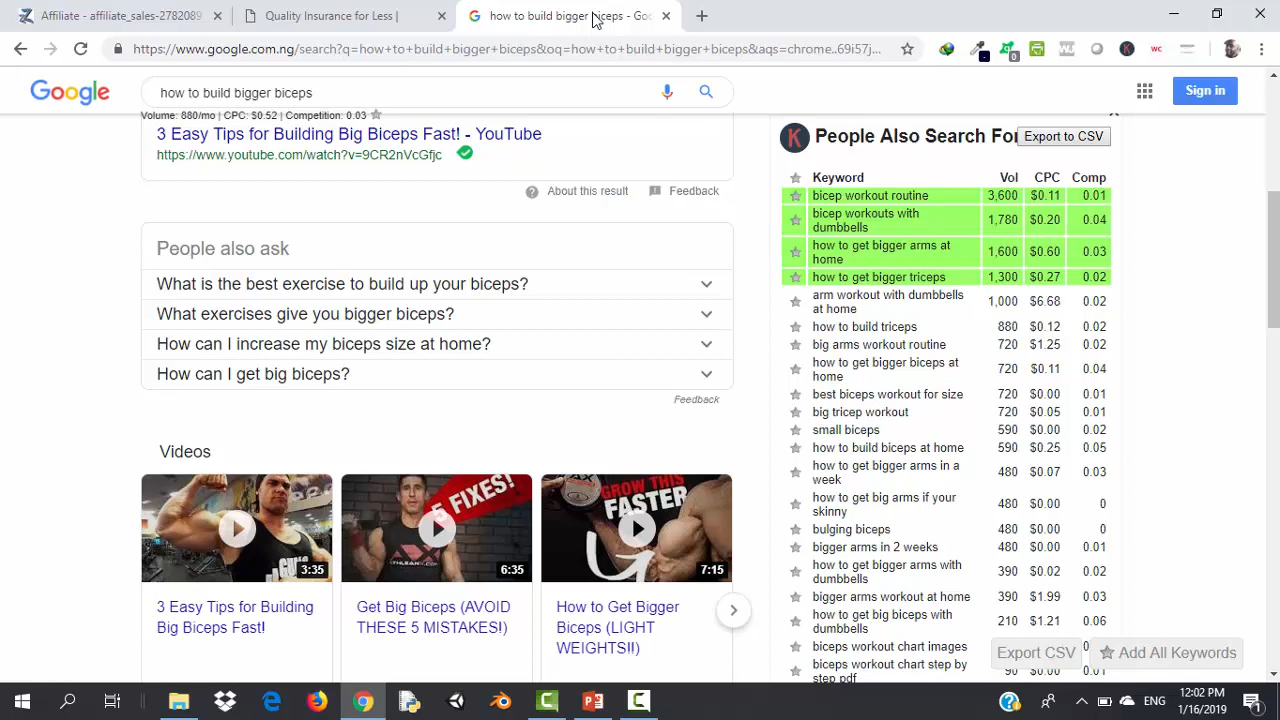 Affiliate - affiliate_sales-2782089
Quality Insurance for Less |
how to build bigger biceps - Goo
https://www.google.com.ng/search?q=how+to+build+bigger+biceps&oq=how+to+build+bigger+biceps&aqs=chrome..69i57j...
0
WJ
K
WC
Google
how to build bigger biceps
Sign in
Volume: 880/mo | CPC: $0.52 | Competition: 0.03
3 Easy Tips for Building Big Biceps Fast! - YouTube
https://www.youtube.com/watch?v=9CR2nVcGfjc
About this result
Feedback
People also ask
What is the best exercise to build up your biceps?
What exercises give you bigger biceps?
How can I increase my biceps size at home?
How can I get big biceps?
Feedback
Videos
5 FIXES!
GROW THIS
FASTER
3:35
6:35
7:15
3 Easy Tips for Building
Big Biceps Fast!
Get Big Biceps (AVOID
THESE 5 MISTAKES!)
How to Get Bigger
Biceps (LIGHT
WEIGHTS!!)
K
People Also Search For
Export to CSV
Keyword Vol CPC Comp
bicep workout routine 3,600 $0.11 0.01
bicep workouts with
dumbbells 1,780 $0.20 0.04
how to get bigger arms at
home 1,600 $0.60 0.03
how to get bigger triceps 1,300 $0.27 0.02
arm workout with dumbbells
at home 1,000 $6.68 0.02
how to build triceps 880 $0.12 0.02
big arms workout routine 720 $1.25 0.02
how to get bigger biceps at
home 720 $0.11 0.04
best biceps workout for size 720 $0.00 0.01
big tricep workout 720 $0.05 0.01
small biceps 590 $0.00 0.02
how to build biceps at home 590 $0.25 0.05
how to get bigger arms in a
week 480 $0.07 0.03
how to get big arms if your
skinny 480 $0.00 0
bulging biceps 480 $0.00 0
bigger arms in 2 weeks 480 $0.00 0.01
how to get bigger arms with
dumbbells 390 $0.02 0.02
bigger arms workout at home 390 $1.99 0.03
how to get big biceps with
dumbbells 210 $1.21 0.06
biceps workout chart images
biceps workout chart step by
step pdf
Export CSV
Add All Keywords
ENG
12:02 PM
1/16/2019
1